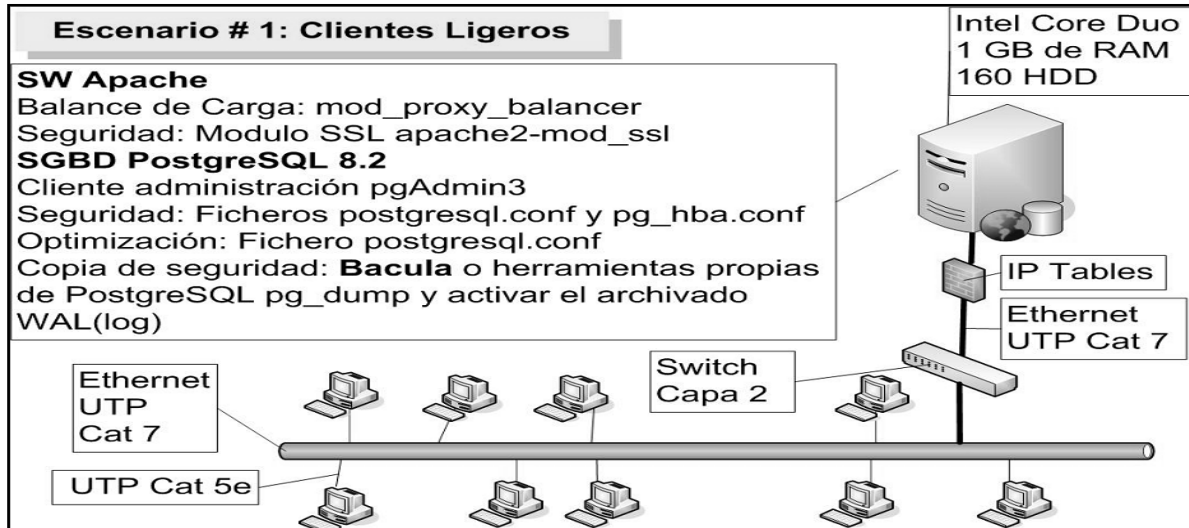 Escenario # 1: Clientes Ligeros
Intel Core Duo
1 GB de RAM
160 HDD
SW Apache
Balance de Carga: mod_proxy_balancer
Seguridad: Modulo SSL apache2-mod_ssl
SGBD PostgreSQL 8.2
Cliente administración pgAdmin3
Seguridad: Ficheros postgresql.conf y pg_hba.conf
Optimización: Fichero postgresql.conf
Copia de seguridad: Bacula o herramientas propias
de PostgreSQL pg_dump y activar el archivado
WAL(log)
IP Tables
Ethernet
UTP Cat 7
Switch
Capa 2
Ethernet
UTP
Cat 7
UTP Cat 5e